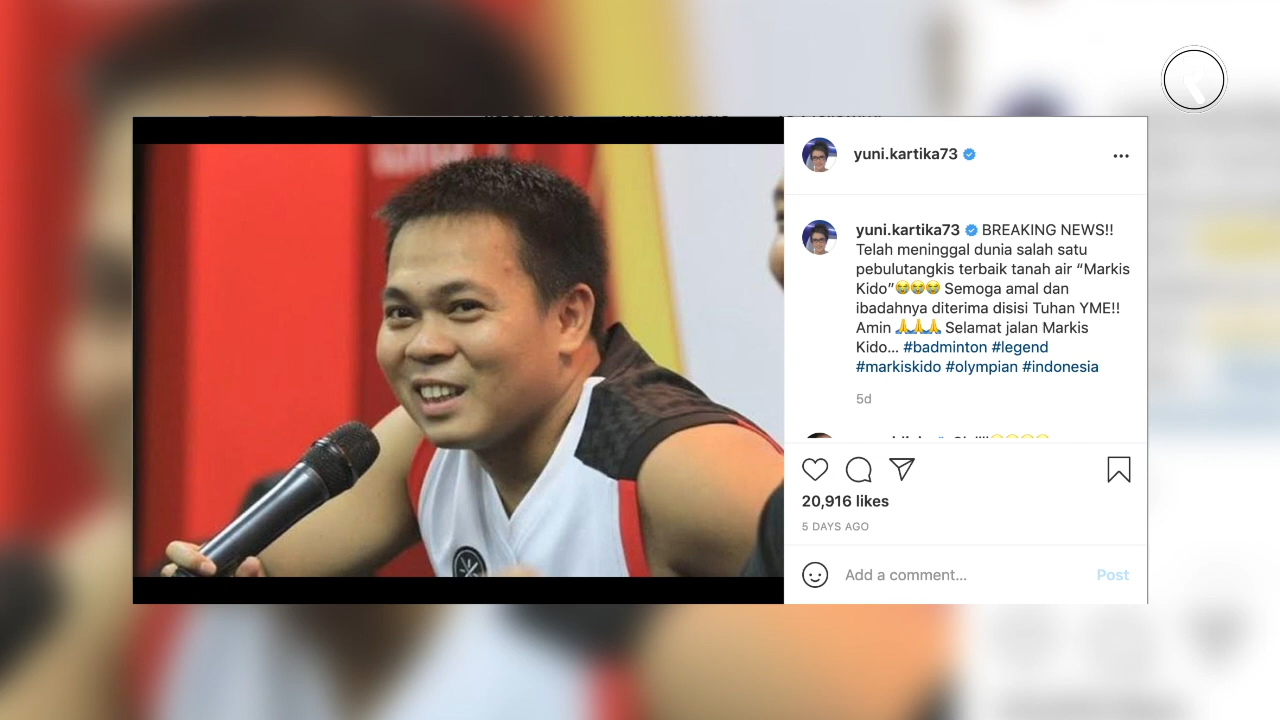 yuni.kartika73
yuni.kartika73 BREAKING NEWS!!
Telah meninggal dunia salah satu
pebulutangkis terbaik tanah air “Markis
Kido”😭😭😭 Semoga amal dan
ibadahnya diterima disisi Tuhan YME!!
Amin 🙏🙏🙏 Selamat jalan Markis
Kido... #badminton #legend
#markiskido #olympian #indonesia
5d
20,916 likes
5 DAYS AGO
Add a comment...
Post